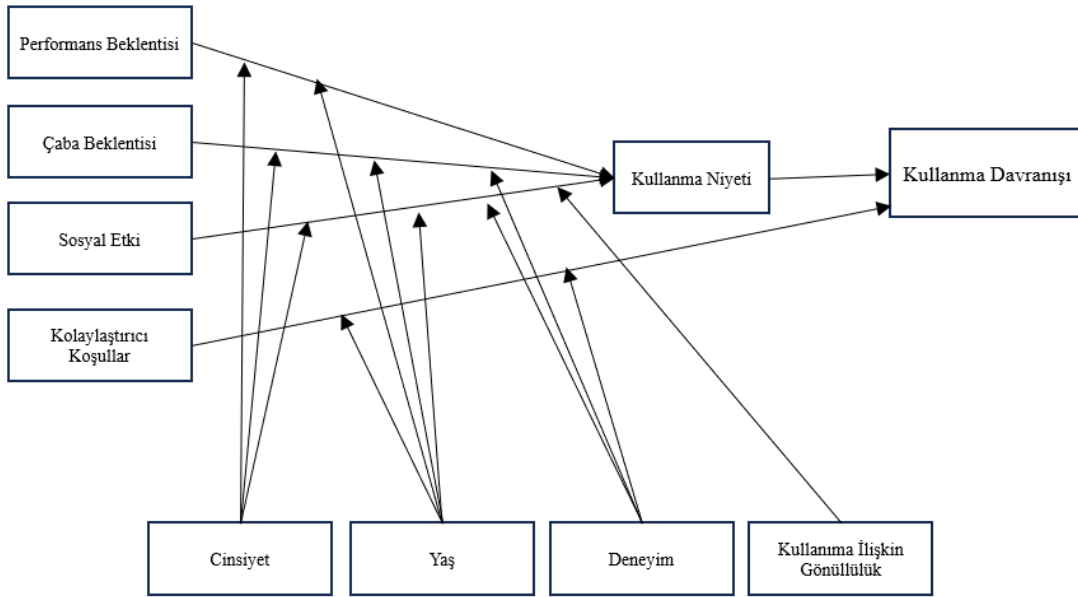 Performans Beklentisi
Çaba Beklentisi
Sosyal Etki
Kolaylaştırıcı
Koşullar
Kullanma Niyeti
Kullanma Davranışı
Cinsiyet
Yaş
Deneyim
Kullanıma İlişkin
Gönüllülük